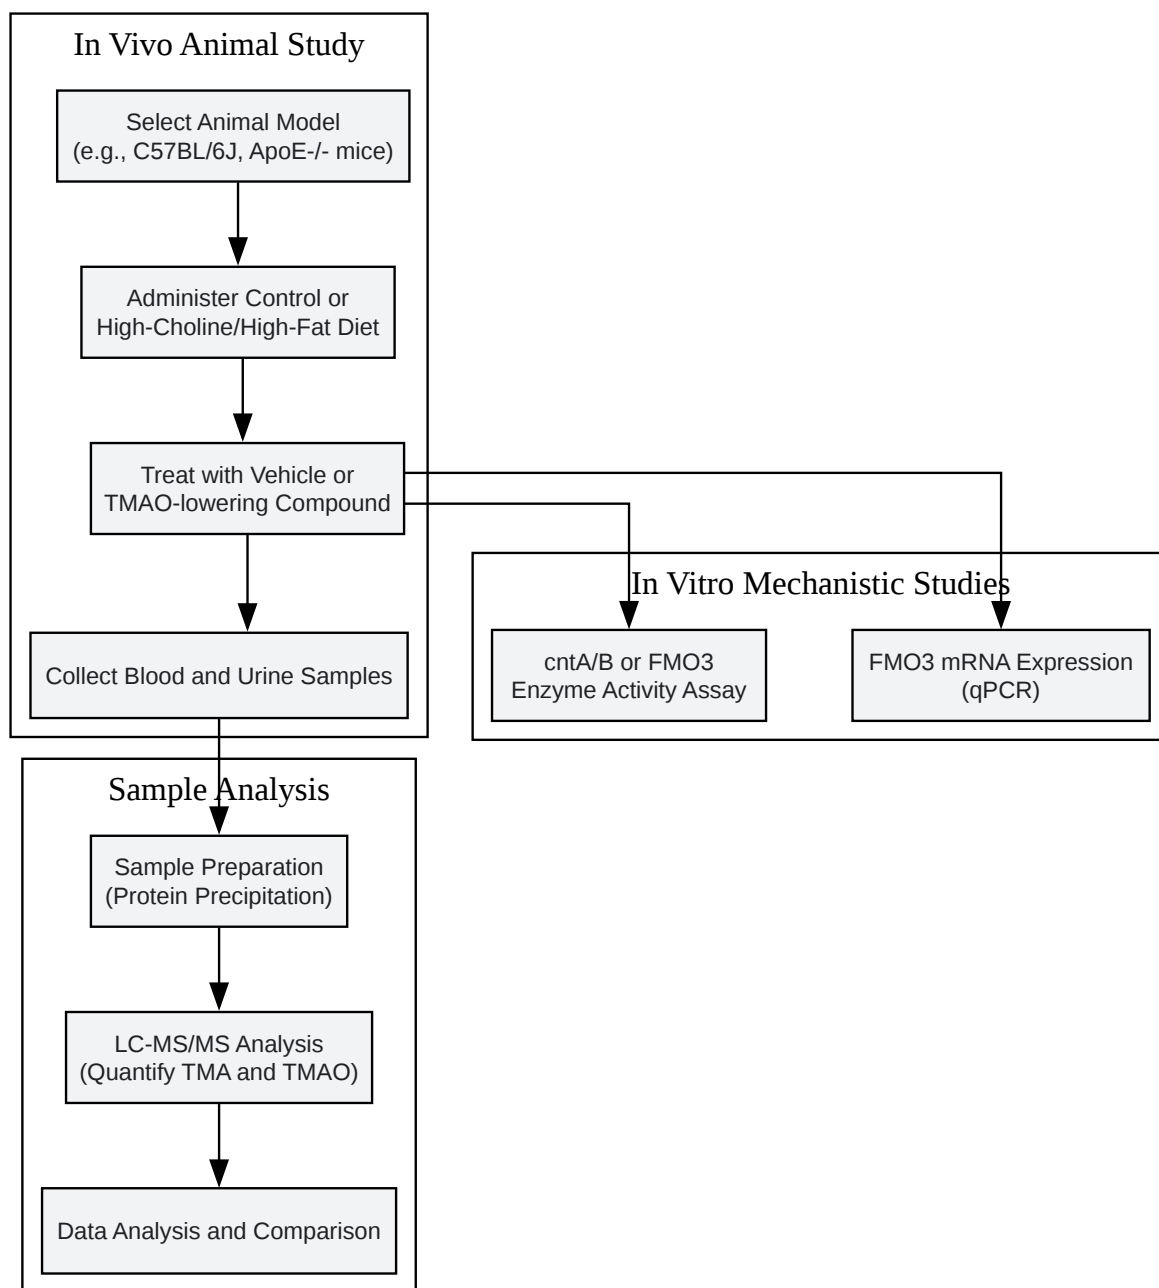 In Vivo Animal Study
Select Animal Model
(e.g., C57BL/6J, ApoE-/- mice)
Administer Control or
High-Choline/High-Fat Diet
Treat with Vehicle or
TMAO-lowering Compound
Collect Blood and Urine Samples
In Vitro Mechanistic Studies
cntA/B or FMO3
Enzyme Activity Assay
FMO3 mRNA Expression
(qPCR)
Sample Analysis
Sample Preparation
(Protein Precipitation)
LC-MS/MS Analysis
(Quantify TMA and TMAO)
Data Analysis and Comparison